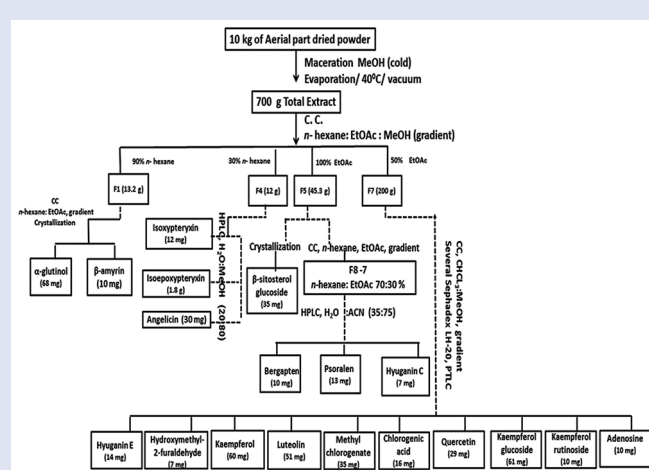 10 kg of Aerial part dried powder
Maceration MeOH (cold)
Evaporation/ 40⁰C/ vacuum
700 g Total Extract
C. C.
n- hexane: EtOAc : MeOH (gradient)
90% n- hexane
30% n- hexane
100% EtOAc
50% EtOAc
F1 (13.2 g)
F4 (12 g)
F5 (45.3 g)
F7 (200 g)
CC
n-hexane: EtOAc, gradient
Crystallization
α-glutinol
(68 mg)
β-amyrin
(10 mg)
Isoxypteryxin
(12 mg)
Isoepoxypteryxin
(1.8 g)
Angelicin (30 mg)
HPLC, H₂O:MeOH (20:80)
Crystallization
β-sitosterol
glucoside
(35 mg)
CC, n-hexane, EtOAc, gradient
F8 -7
n-hexane: EtOAc 70:30 %
HPLC, H₂O :ACN (35:75)
Bergapten
(10 mg)
Psoralen
(13 mg)
Hyuganin C
(7 mg)
CC, CHCL₃:MeOH, gradient
Several Sephadex LH-20, PTLC
Hyuganin E
(14 mg)
Hydroxymethyl-
2-furaldehyde
(7 mg)
Kaempferol
(60 mg)
Luteolin
(51 mg)
Methyl
chlorogenate
(35 mg)
Chlorogenic
acid
(16 mg)
Quercetin
(29 mg)
Kaempferol
glucoside
(61 mg)
Kaempferol
rutinoside
(10 mg)
Adenosine
(10 mg)